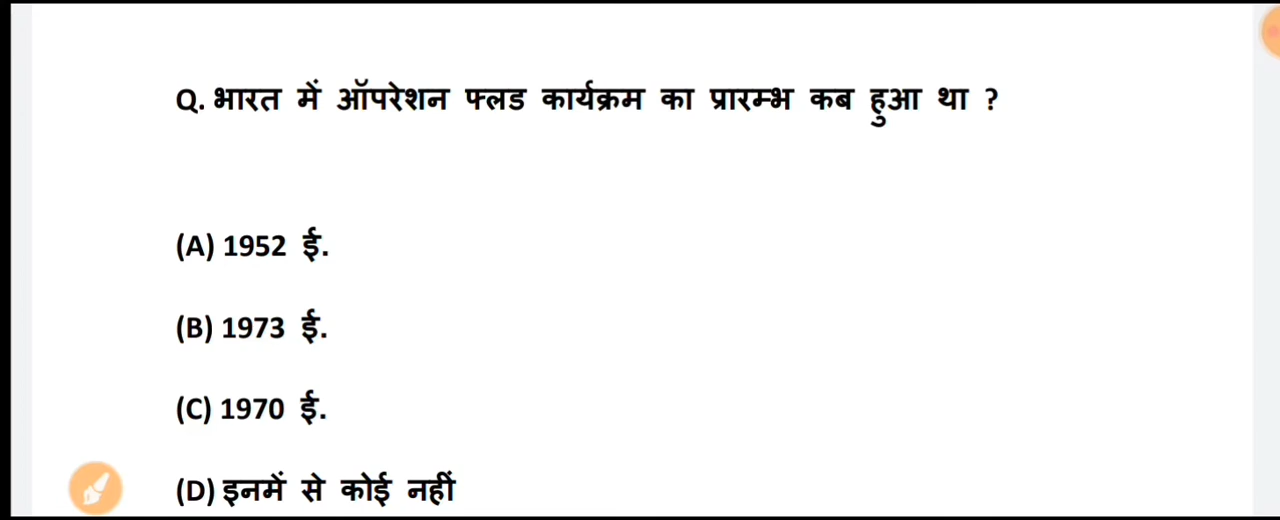 Q. भारत में ऑपरेशन फ्लड कार्यक्रम का प्रारम्भ कब हुआ था ?
(A) 1952 ई.
(B) 1973 ई.
(C) 1970 ई.
(D) इनमें से कोई नहीं